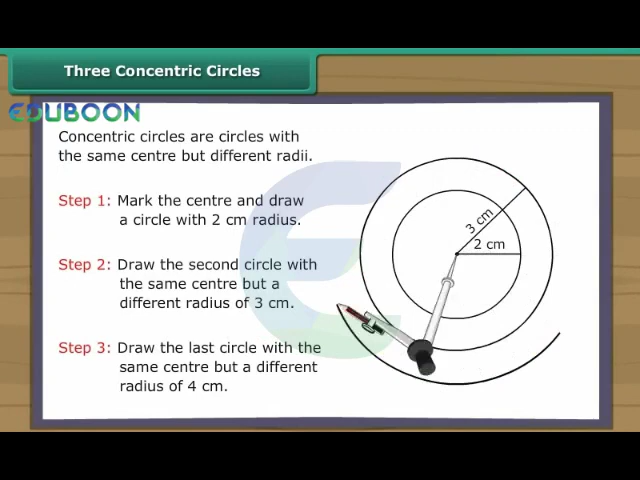 Three Concentric Circles
EDUBOON
Concentric circles are circles with
the same centre but different radii.
Step 1: Mark the centre and draw
a circle with 2 cm radius.
Step 2: Draw the second circle with
the same centre but a
different radius of 3 cm.
Step 3: Draw the last circle with the
same centre but a different
radius of 4 cm.
3 cm
2 cm